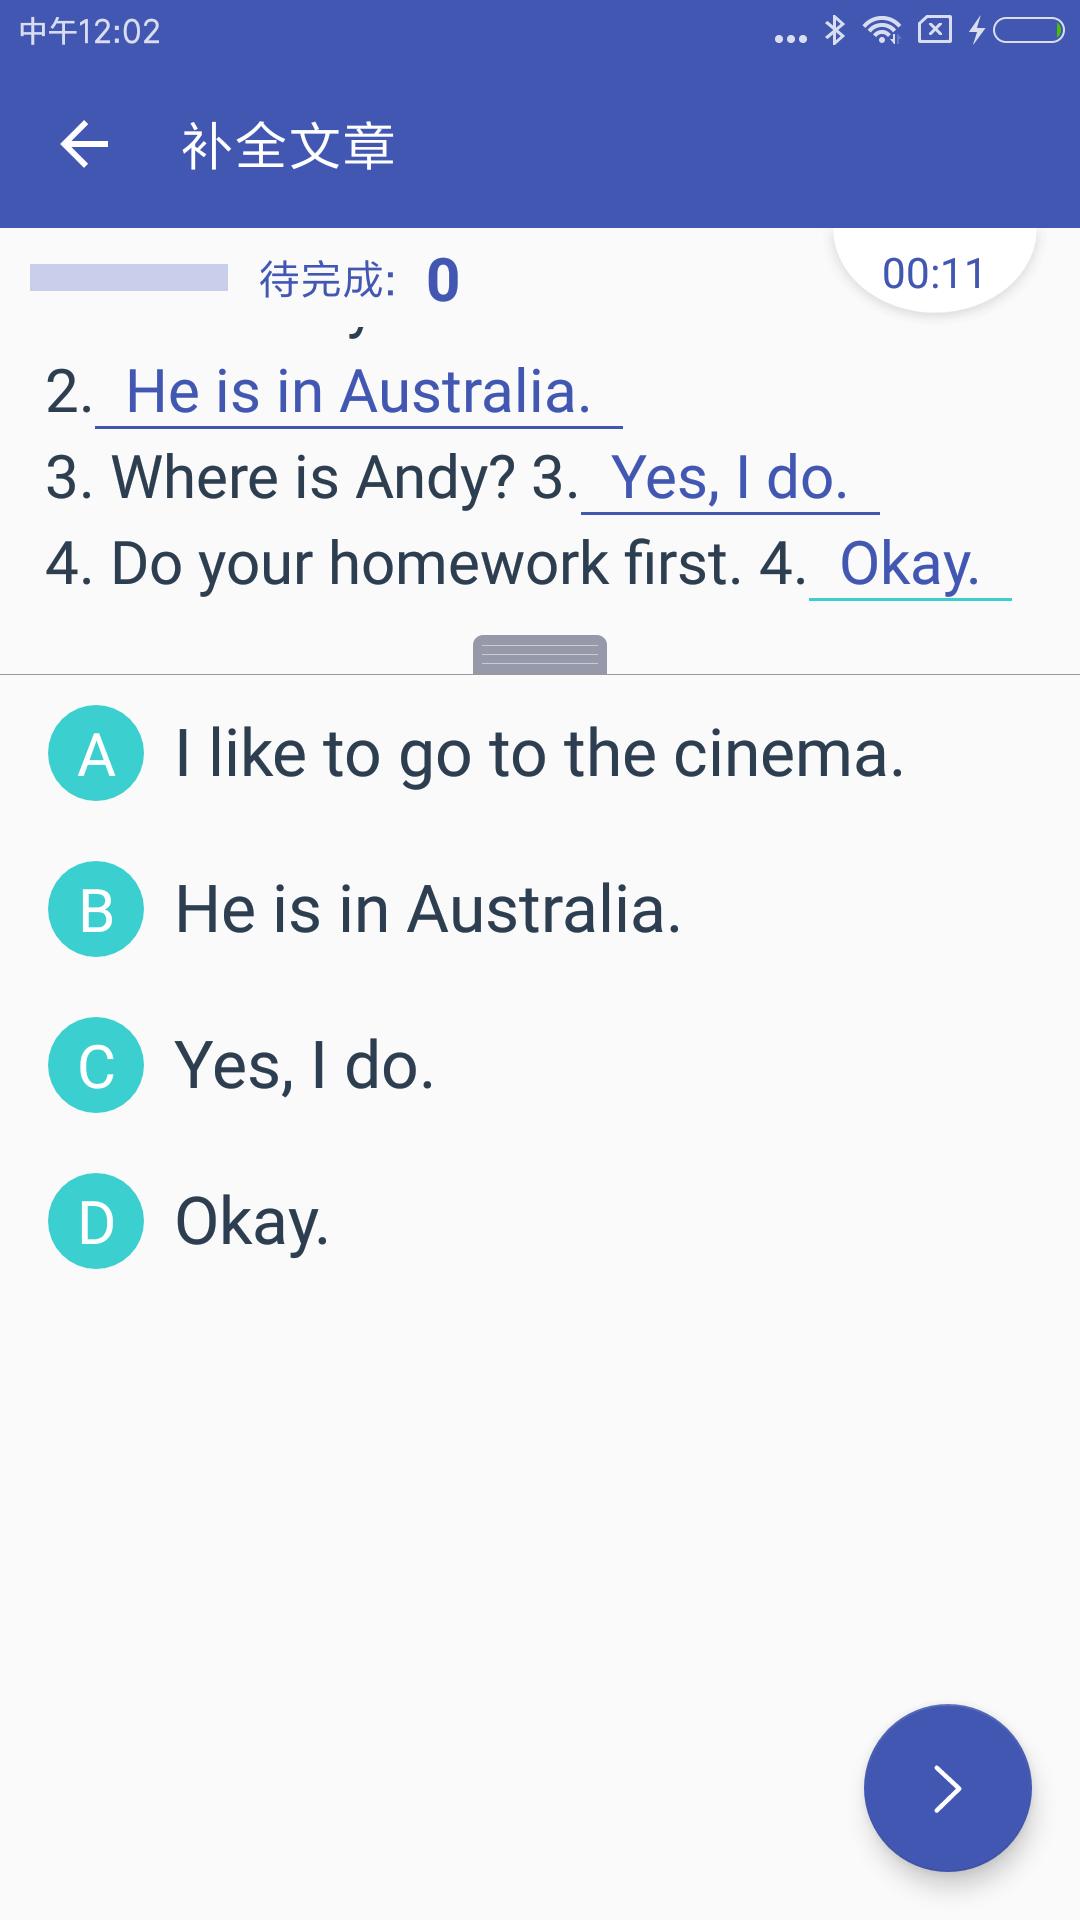 中午12:02
补全文章
待完成: 0
00:11
2. He is in Australia.
3. Where is Andy? 3. Yes, I do.
4. Do your homework first. 4. Okay.
A I like to go to the cinema.
B He is in Australia.
C Yes, I do.
D Okay.